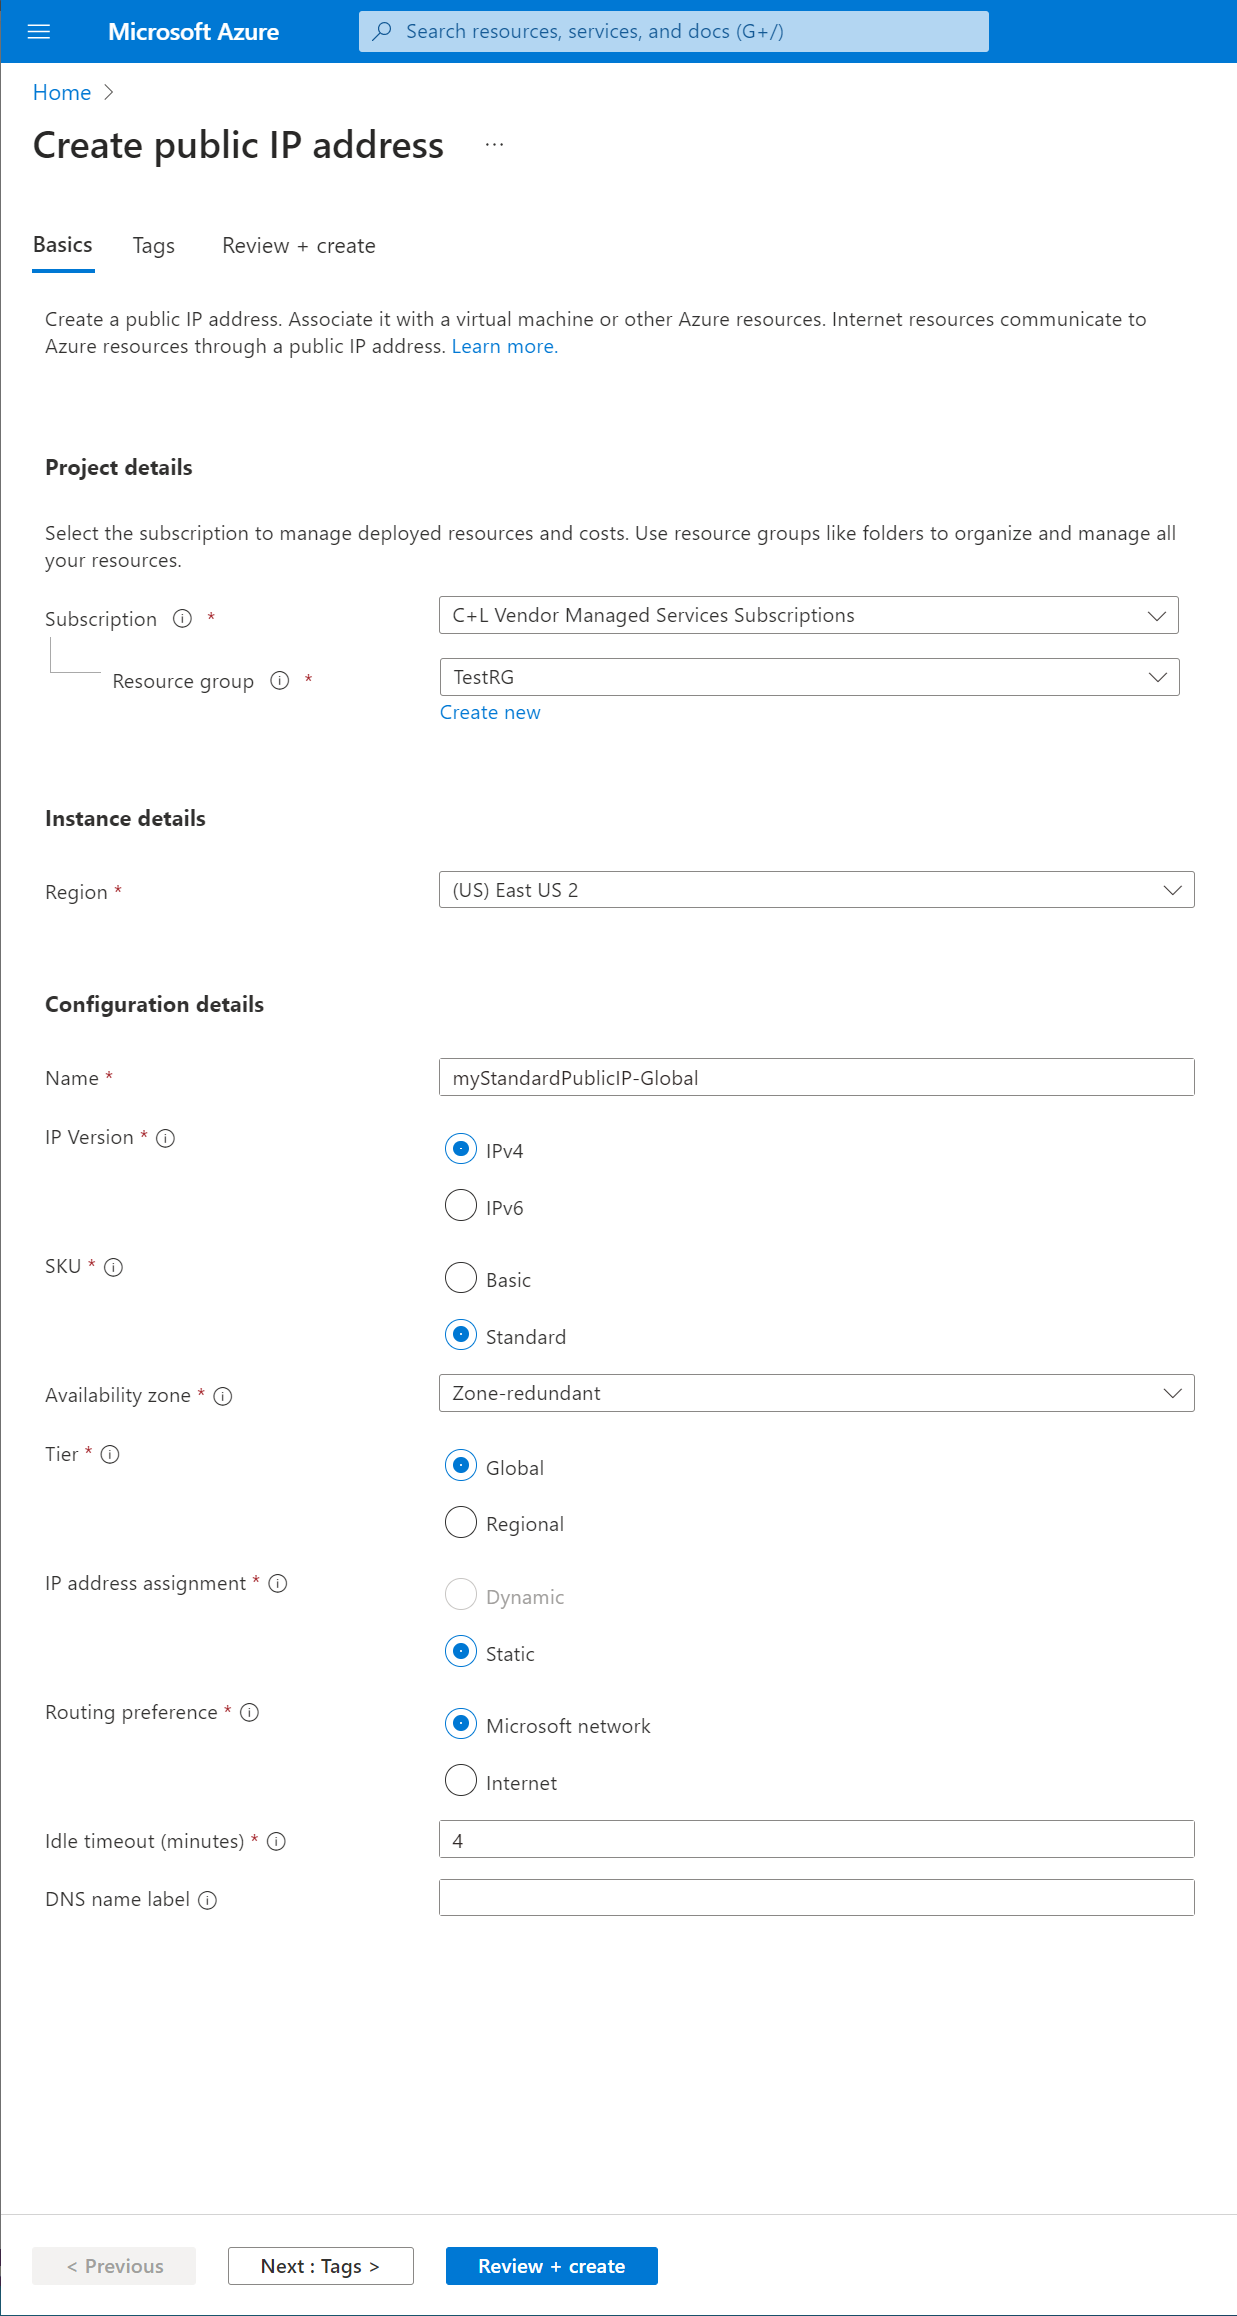 Microsoft Azure
Search resources, services, and docs (G+/)
Home
Create public IP address ...
Basics
Tags
Review + create
Create a public IP address. Associate it with a virtual machine or other Azure resources. Internet resources communicate to
Azure resources through a public IP address. Learn more.
Project details
Select the subscription to manage deployed resources and costs. Use resource groups like folders to organize and manage all
your resources.
Subscription *
C+L Vendor Managed Services Subscriptions
Resource group *
TestRG
Create new
Instance details
Region *
(US) East US 2
Configuration details
Name *
myStandardPublicIP-Global
IP Version *
IPv4
IPv6
SKU *
Basic
Standard
Availability zone *
Zone-redundant
Tier *
Global
Regional
IP address assignment *
Dynamic
Static
Routing preference *
Microsoft network
Internet
Idle timeout (minutes) *
4
DNS name label
< Previous
Next : Tags >
Review + create